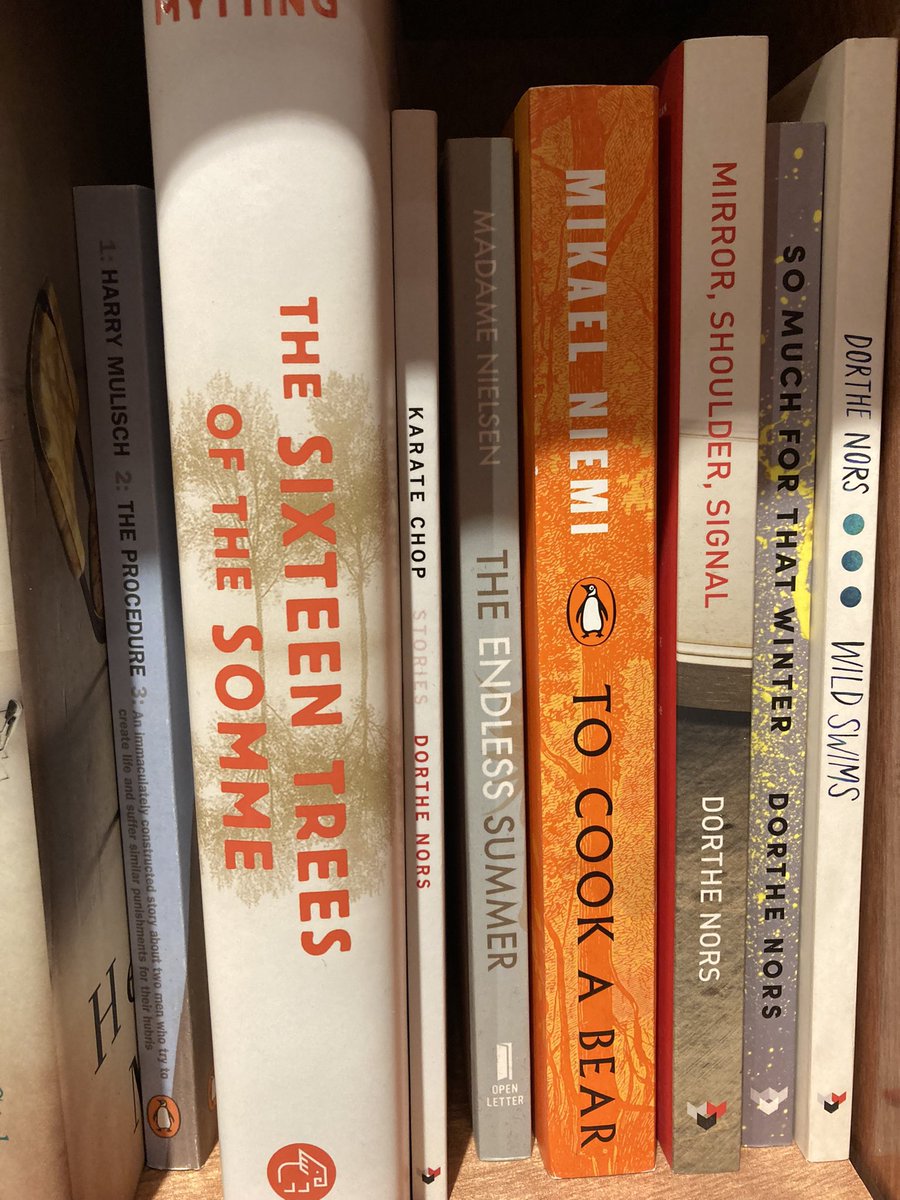 1: HARRY MULISCH 2: THE PROCEDURE 3: An immaculately constructed story about two men who try to
create life and suffer similar punishments for their hubris
MYTTING
THE SIXTEEN TREES
OF THE SOMME
KARATE CHOP STORIES DORTHE NORS
MADAME NIELSEN THE ENDLESS SUMMER
OPEN
LETTER
MIKAEL NIEMI TO COOK A BEAR
MIRROR, SHOULDER, SIGNAL DORTHE NORS
SO MUCH FOR THAT WINTER DORTHE NORS
DORTHE NORS WILD SWIMS